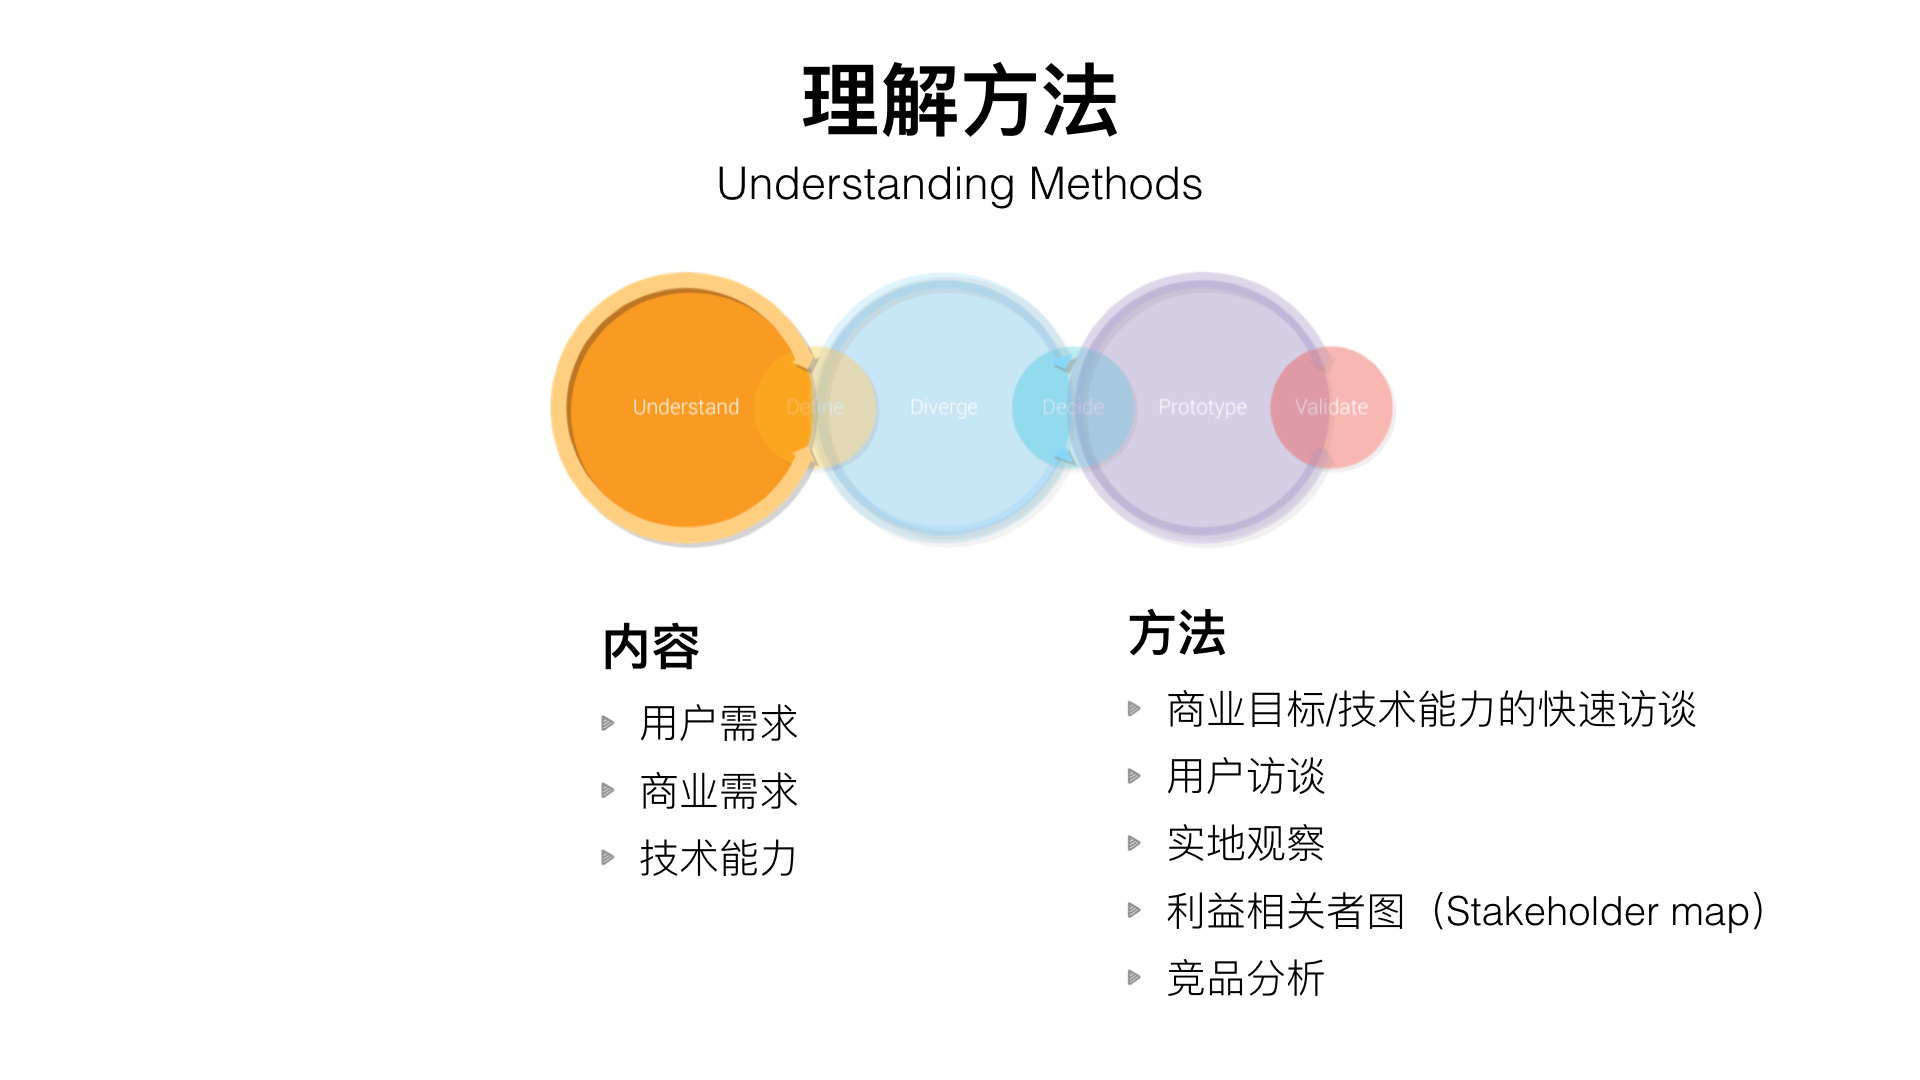 理解方法
Understanding Methods
Understand
Define
Diverge
Decide
Prototype
Validate
内容
用户需求
商业需求
技术能力
方法
商业目标/技术能力的快速访谈
用户访谈
实地观察
利益相关者图（Stakeholder map）
竞品分析